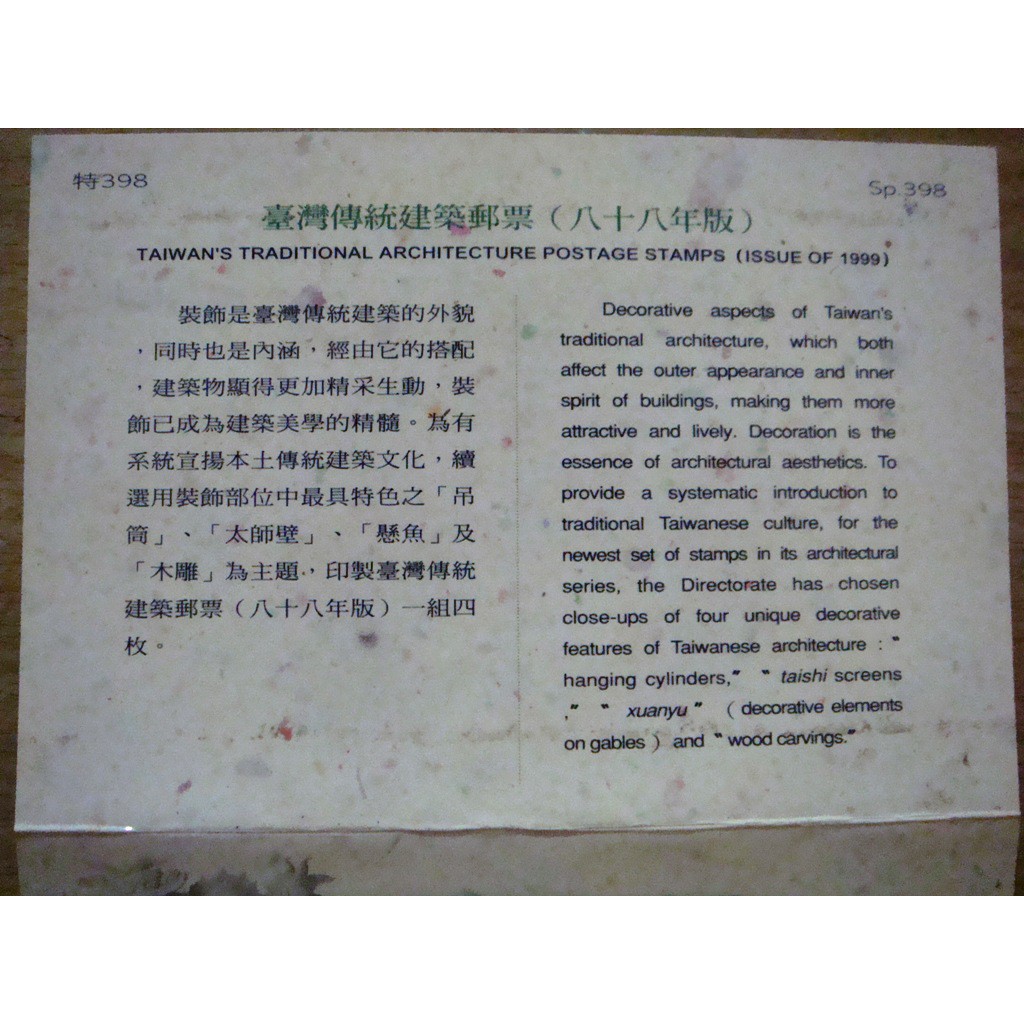 特398
Sp.398
臺灣傳統建築郵票（八十八年版）
TAIWAN'S TRADITIONAL ARCHITECTURE POSTAGE STAMPS (ISSUE OF 1999)
裝飾是臺灣傳統建築的外貌
，同時也是內涵，經由它的搭配
，建築物顯得更加精采生動，裝
飾已成為建築美學的精髓。為有
系統宣揚本土傳統建築文化，續
選用裝飾部位中最具特色之「吊
筒」、「太師壁」、「懸魚」及
「木雕」為主題，印製臺灣傳統
建築郵票（八十八年版）一組四
枚。
Decorative aspects of Taiwan's
traditional architecture, which both
affect the outer appearance and inner
spirit of buildings, making them more
attractive and lively. Decoration is the
essence of architectural aesthetics. To
provide a systematic introduction to
traditional Taiwanese culture, for the
newest set of stamps in its architectural
series, the Directorate has chosen
close-ups of four unique decorative
features of Taiwanese architecture : "
hanging cylinders," " taishi screens
," " xuanyu " ( decorative elements
on gables ) and " wood carvings."